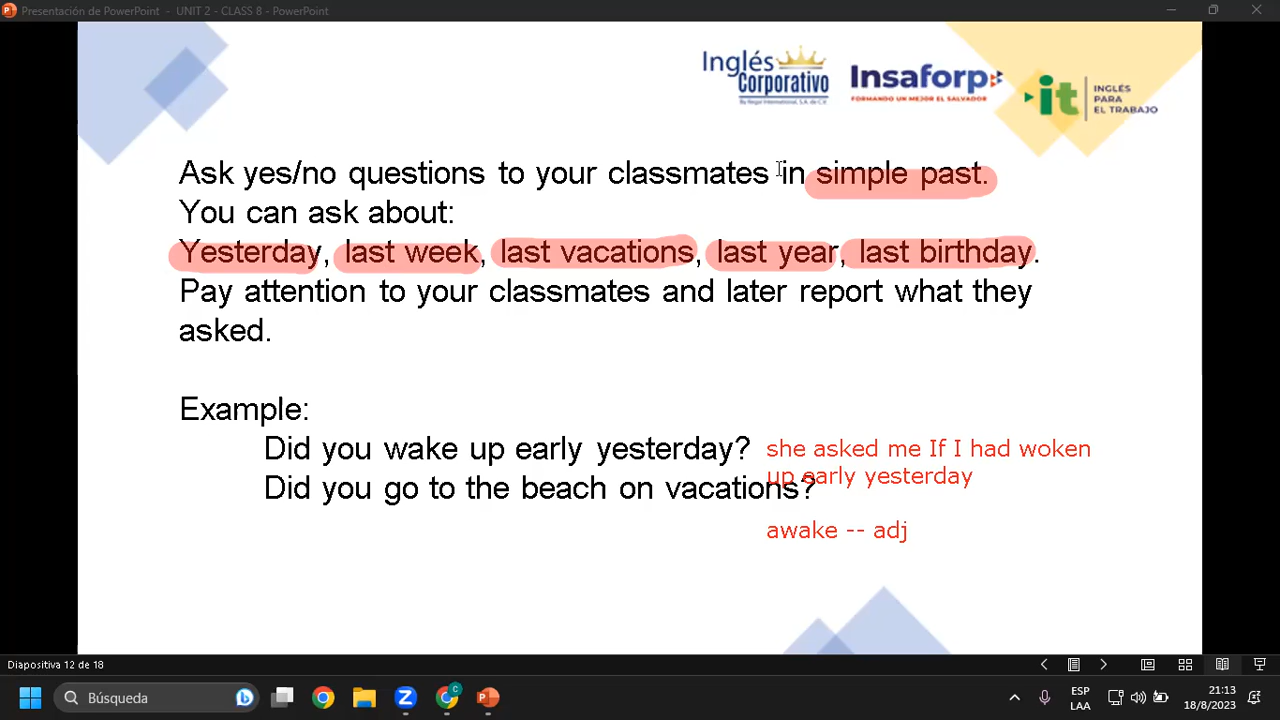 Presentación de PowerPoint - UNIT 2 - CLASS 8 - PowerPoint
Inglés
Corporativo
By Regal International, S.A. de C.V.
Insaforp
FORMANDO UN MEJOR EL SALVADOR
it
INGLÉS
PARA
EL TRABAJO
Ask yes/no questions to your classmates in simple past.
You can ask about:
Yesterday, last week, last vacations, last year, last birthday.
Pay attention to your classmates and later report what they
asked.
Example:
Did you wake up early yesterday?
she asked me If I had woken
up early yesterday
Did you go to the beach on vacations?
awake -- adj
Diapositiva 12 de 18
Búsqueda
ESP
LAA
21:13
18/8/2023